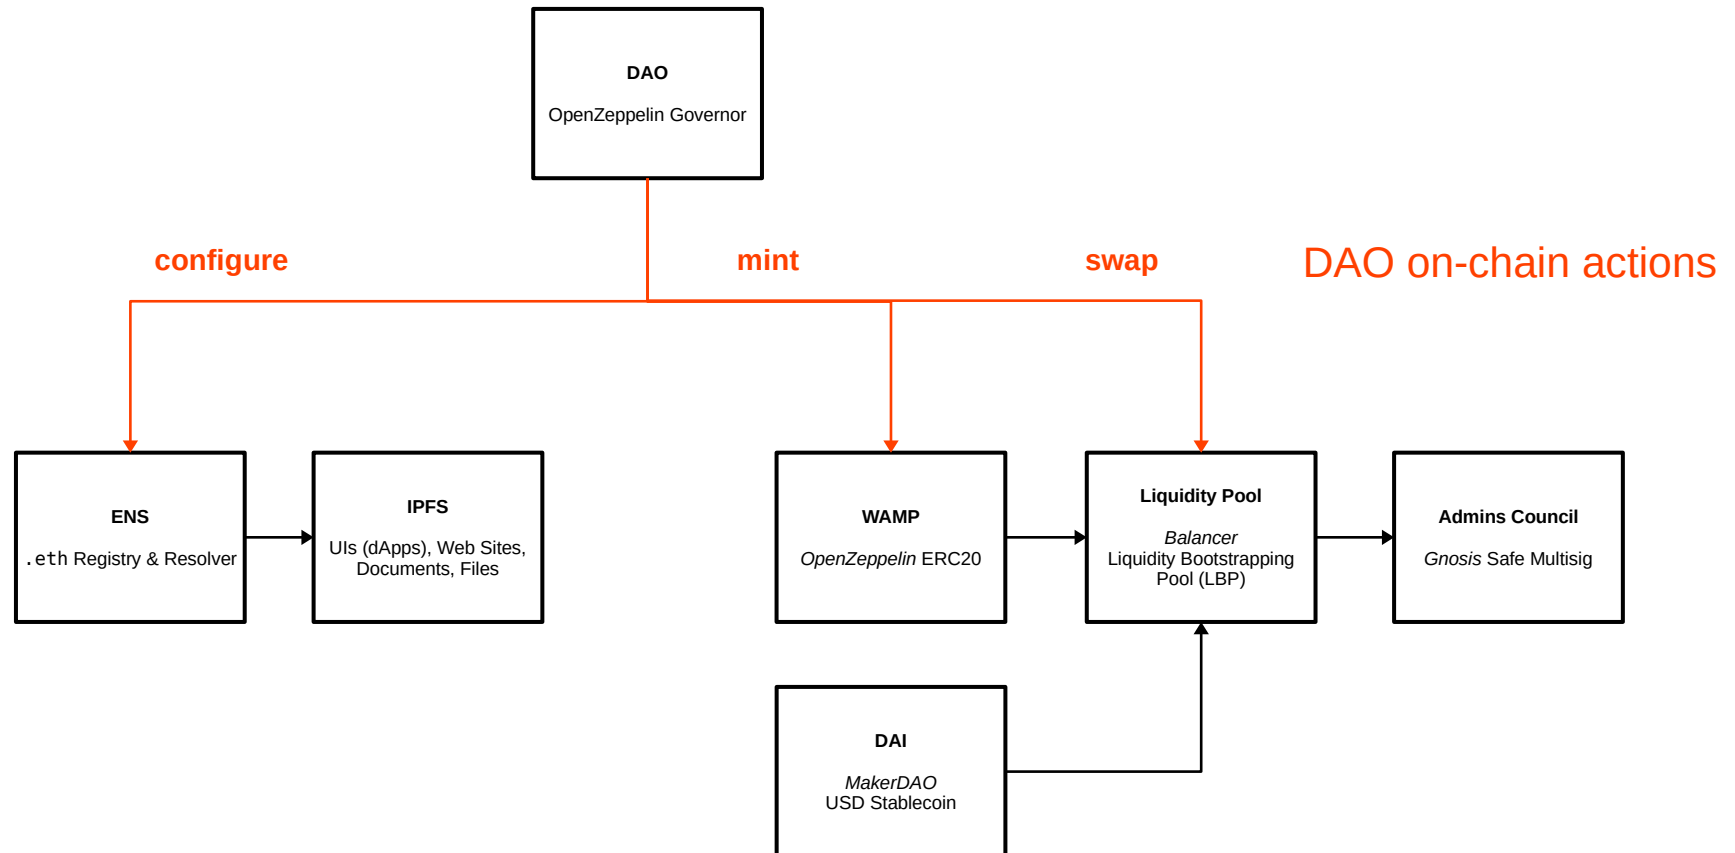 DAO
OpenZeppelin Governor
configure
mint
swap
DAO on-chain actions
ENS
.eth Registry & Resolver
IPFS
UIs (dApps), Web Sites,
Documents, Files
WAMP
OpenZeppelin ERC20
Liquidity Pool
Balancer
Liquidity Bootstrapping
Pool (LBP)
Admins Council
Gnosis Safe Multisig
DAI
MakerDAO
USD Stablecoin